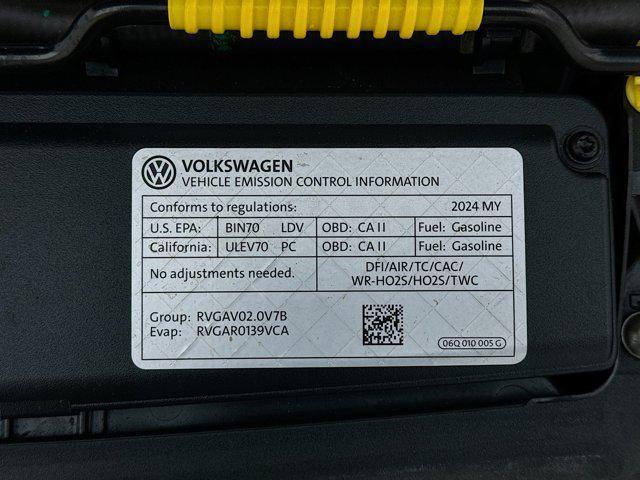 VOLKSWAGEN
VEHICLE EMISSION CONTROL INFORMATION
Conforms to regulations: 2024 MY
U.S. EPA: BIN70 LDV OBD: CA II Fuel: Gasoline
California: ULEV70 PC OBD: CA II Fuel: Gasoline
No adjustments needed. DFI/AIR/TC/CAC/
WR-HO2S/HO2S/TWC
Group: RVGAV02.0V7B
Evap: RVGAR0139VCA
06Q 010 005 G